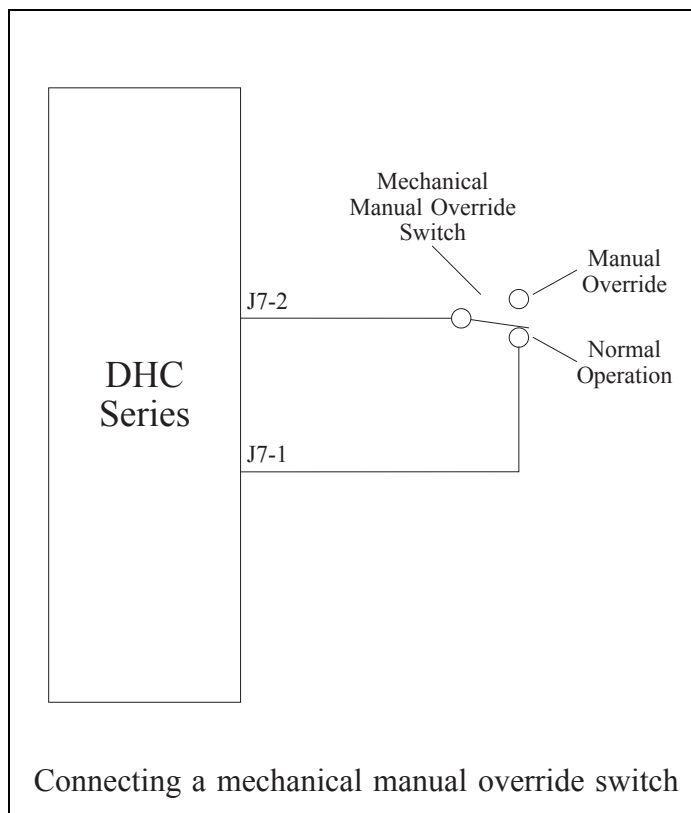 Mechanical
Manual Override
Switch
Manual
Override
J7-2
Normal
Operation
DHC
Series
J7-1
Connecting a mechanical manual override switch